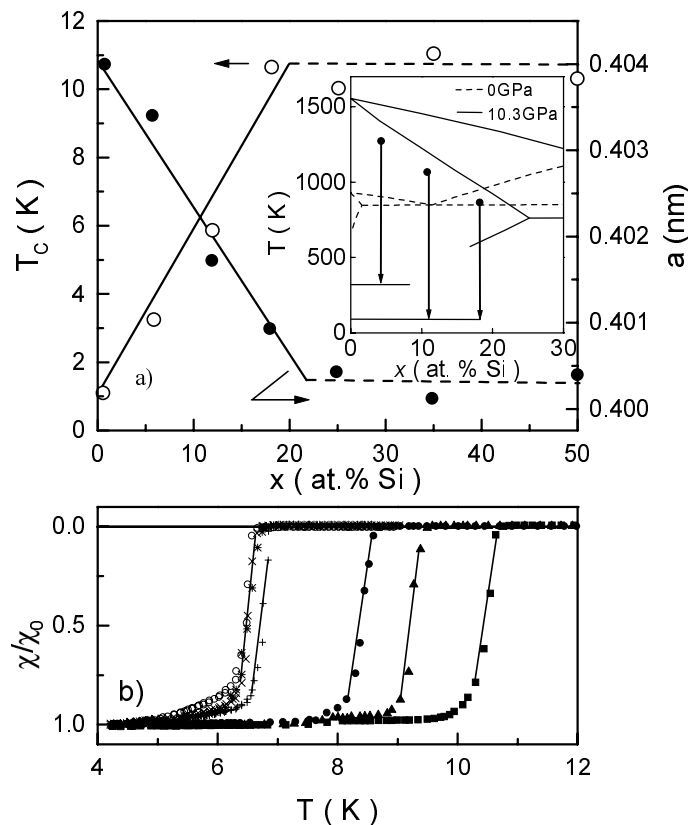 12
10
8
6
4
2
0
T_C ( K )
a)
0 10 20 30 40 50
x ( at.% Si )
0.404
0.403
0.402
0.401
0.400
a (nm)
1500
1000
500
0
T (K)
0GPa
10.3GPa
0 10 20 30
x ( at. % Si )
0.0
0.5
1.0
χ/χ₀
b)
4 6 8 10 12
T ( K )